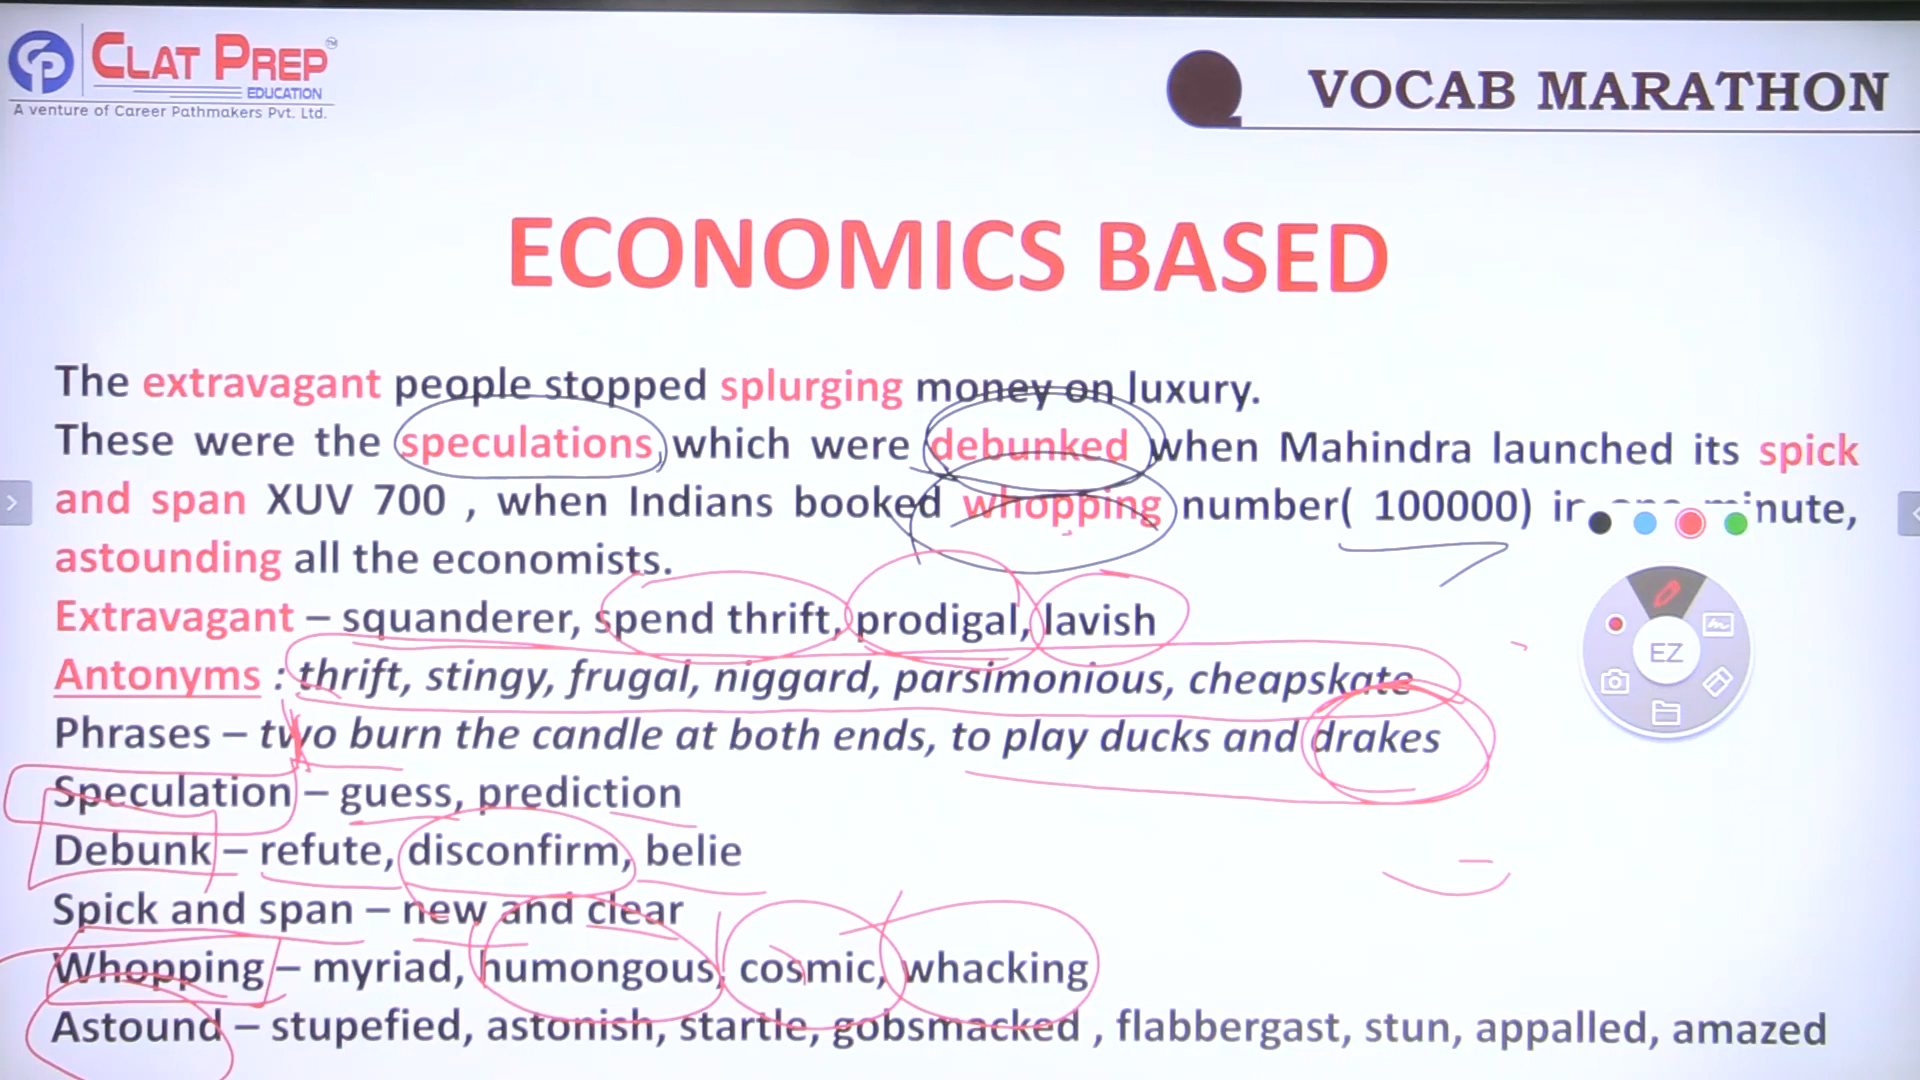 CLAT PREP
EDUCATION
A venture of Career Pathmakers Pvt. Ltd.
VOCAB MARATHON
ECONOMICS BASED
The extravagant people stopped splurging money on luxury.
These were the speculations, which were debunked when Mahindra launched its spick
and span XUV 700 , when Indians booked whopping number( 100000) in minute,
astounding all the economists.
Extravagant – squanderer, spend thrift, prodigal, lavish
Antonyms : thrift, stingy, frugal, niggard, parsimonious, cheapskate
Phrases – two burn the candle at both ends, to play ducks and drakes
Speculation – guess, prediction
Debunk – refute, disconfirm, belie
Spick and span – new and clear
Whopping – myriad, humongous, cosmic, whacking
Astound – stupefied, astonish, startle, gobsmacked , flabbergast, stun, appalled, amazed
EZ